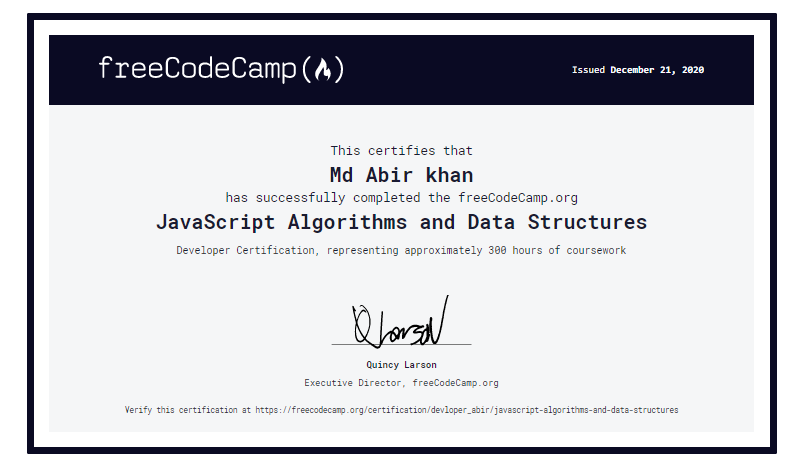 freeCodeCamp(🔥)
Issued December 21, 2020
This certifies that
Md Abir khan
has successfully completed the freeCodeCamp.org
JavaScript Algorithms and Data Structures
Developer Certification, representing approximately 300 hours of coursework
Q Larson
Quincy Larson
Executive Director, freeCodeCamp.org
Verify this certification at https://freecodecamp.org/certification/devloper_abir/javascript-algorithms-and-data-structures